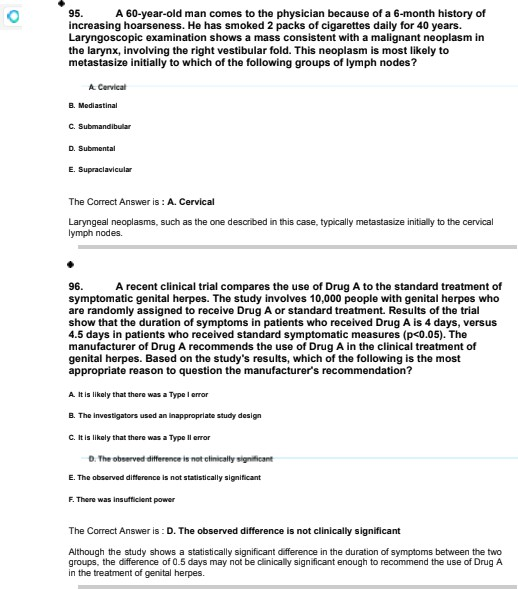 95. A 60-year-old man comes to the physician because of a 6-month history of
increasing hoarseness. He has smoked 2 packs of cigarettes daily for 40 years.
Laryngoscopic examination shows a mass consistent with a malignant neoplasm in
the larynx, involving the right vestibular fold. This neoplasm is most likely to
metastasize initially to which of the following groups of lymph nodes?
A. Cervical
B. Mediastinal
C. Submandibular
D. Submental
E. Supraclavicular
The Correct Answer is : A. Cervical
Laryngeal neoplasms, such as the one described in this case, typically metastasize initially to the cervical
lymph nodes.
96. A recent clinical trial compares the use of Drug A to the standard treatment of
symptomatic genital herpes. The study involves 10,000 people with genital herpes who
are randomly assigned to receive Drug A or standard treatment. Results of the trial
show that the duration of symptoms in patients who received Drug A is 4 days, versus
4.5 days in patients who received standard symptomatic measures (p<0.05). The
manufacturer of Drug A recommends the use of Drug A in the clinical treatment of
genital herpes. Based on the study's results, which of the following is the most
appropriate reason to question the manufacturer's recommendation?
A. It is likely that there was a Type I error
B. The investigators used an inappropriate study design
C. It is likely that there was a Type II error
D. The observed difference is not clinically significant
E. The observed difference is not statistically significant
F. There was insufficient power
The Correct Answer is : D. The observed difference is not clinically significant
Although the study shows a statistically significant difference in the duration of symptoms between the two
groups, the difference of 0.5 days may not be clinically significant enough to recommend the use of Drug A
in the treatment of genital herpes.